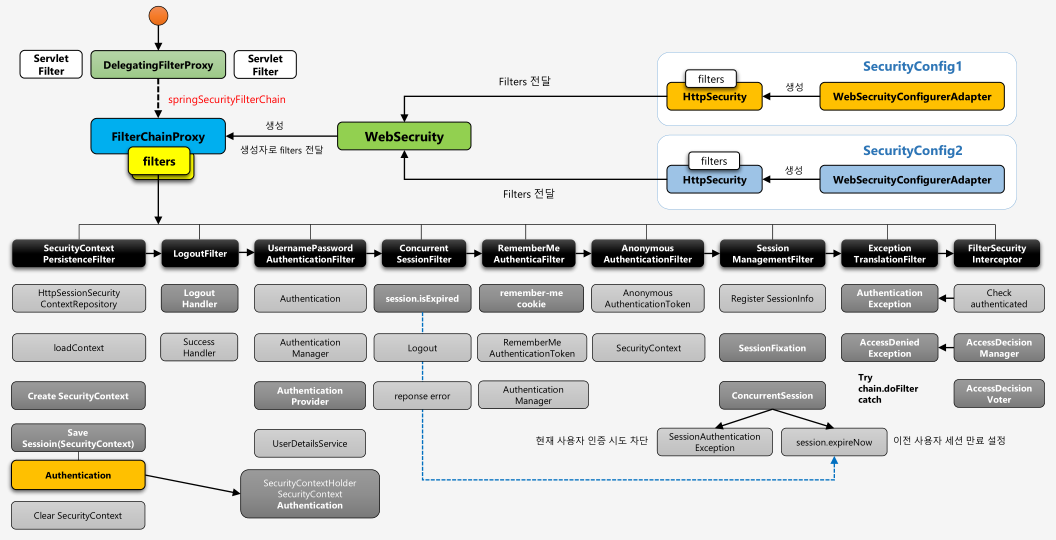 Servlet
Filter
DelegatingFilterProxy
Servlet
Filter
springSecurityFilterChain
FilterChainProxy
filters
생성
생성자로 filters 전달
WebSecruity
Filters 전달
Filters 전달
SecurityConfig1
filters
HttpSecurity
생성
WebSecruityConfigurerAdapter
SecurityConfig2
filters
HttpSecurity
생성
WebSecruityConfigurerAdapter
SecurityContext
PersistenceFilter
LogoutFilter
UsernamePassword
AuthenticationFilter
Concurrent
SessionFilter
RememberMe
AuthenticaFilter
Anonymous
AuthenticationFilter
Session
ManagementFilter
Exception
TranslationFilter
FilterSecurity
Interceptor
HttpSessionSecurity
ContextRepository
Logout
Handler
Authentication
session.isExpired
remember-me
cookie
Anonymous
AuthenticationToken
Register SessionInfo
Authentication
Exception
Check
authenticated
loadContext
Success
Handler
Authentication
Manager
Logout
RememberMe
AuthenticationToken
SecurityContext
SessionFixation
AccessDenied
Exception
AccessDecision
Manager
Create SecurityContext
Authentication
Provider
reponse error
Authentication
Manager
ConcurrentSession
Try
chain.doFilter
catch
AccessDecision
Voter
Save
Sessioin(SecurityContext)
UserDetailsService
현재 사용자 인증 시도 차단
SessionAuthentication
Exception
session.expireNow
이전 사용자 세션 만료 설정
Authentication
SecurityContextHolder
SecurityContext
Authentication
Clear SecurityContext